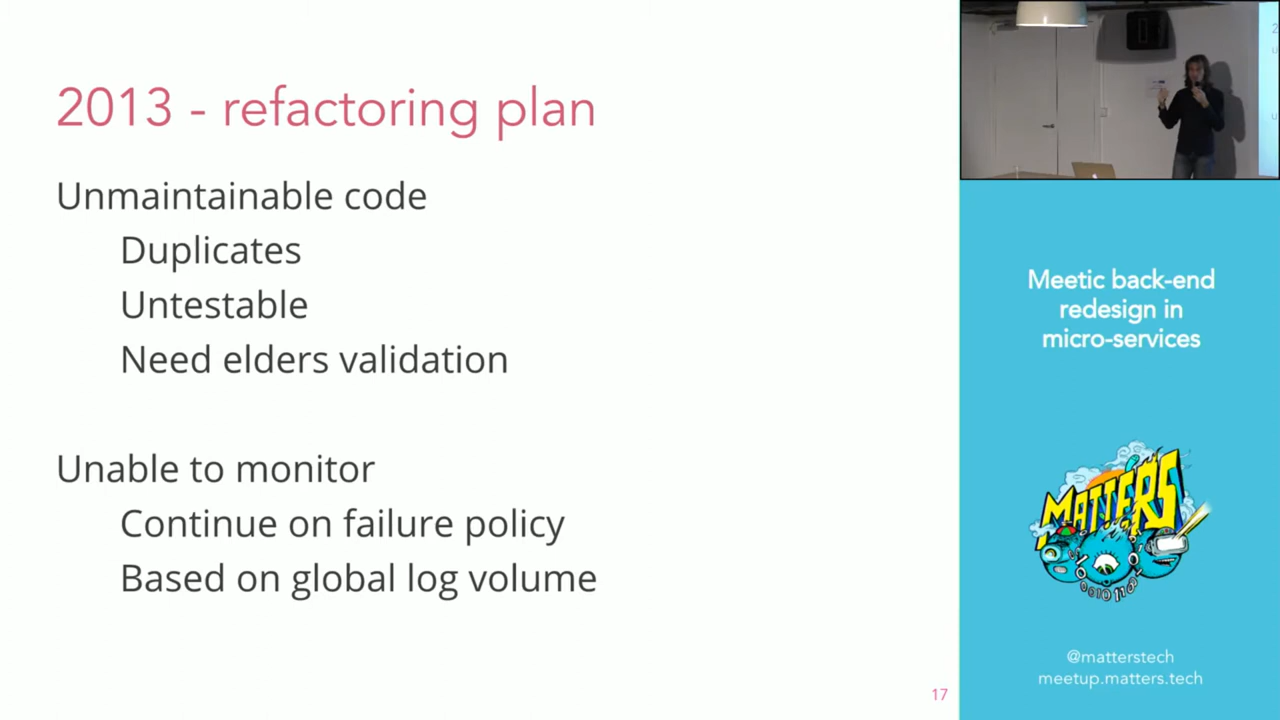 2013 - refactoring plan
Unmaintainable code
Duplicates
Untestable
Need elders validation
Unable to monitor
Continue on failure policy
Based on global log volume
17
Meetic back-end
redesign in
micro-services
MATTERS
@matterstech
meetup.matters.tech